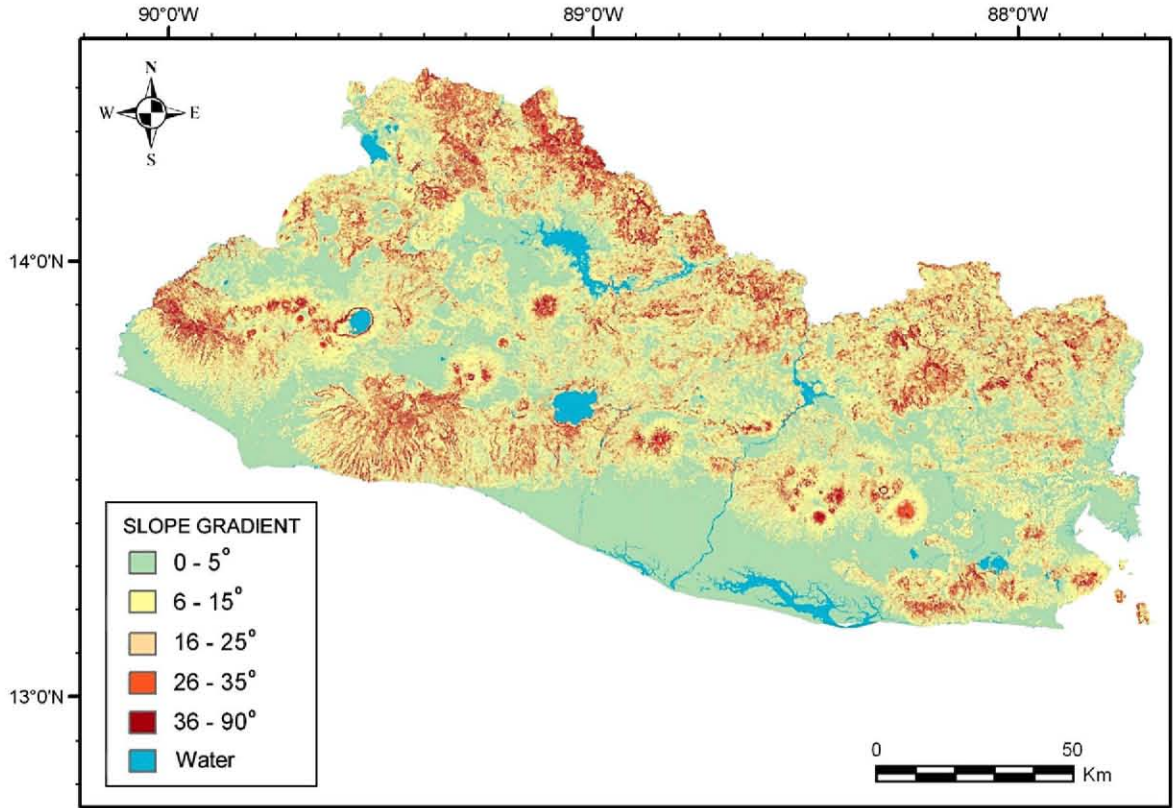 90°0'W 89°0'W 88°0'W
N
W E
S
14°0'N
13°0'N
SLOPE GRADIENT
0 - 5°
6 - 15°
16 - 25°
26 - 35°
36 - 90°
Water
0 50
Km